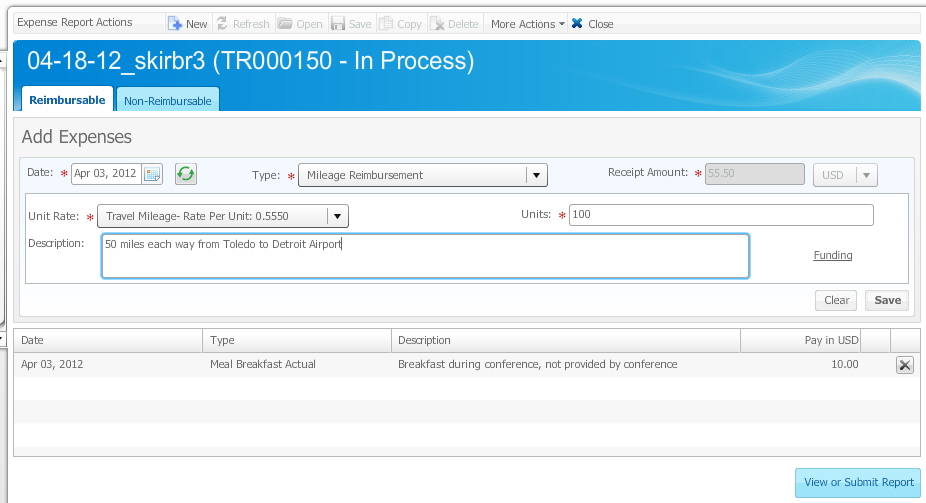 Expense Report Actions New Refresh Open Save Copy Delete More Actions Close
04-18-12_skirbr3 (TR000150 - In Process)
Reimbursable Non-Reimbursable
Add Expenses
Date: * Apr 03, 2012 Type: * Mileage Reimbursement Receipt Amount: * 55.50 USD
Unit Rate: * Travel Mileage- Rate Per Unit: 0.5550 Units: * 100
Description: 50 miles each way from Toledo to Detroit Airport
Funding
Clear Save
Date Type Description Pay in USD
Apr 03, 2012 Meal Breakfast Actual Breakfast during conference, not provided by conference 10.00
View or Submit Report